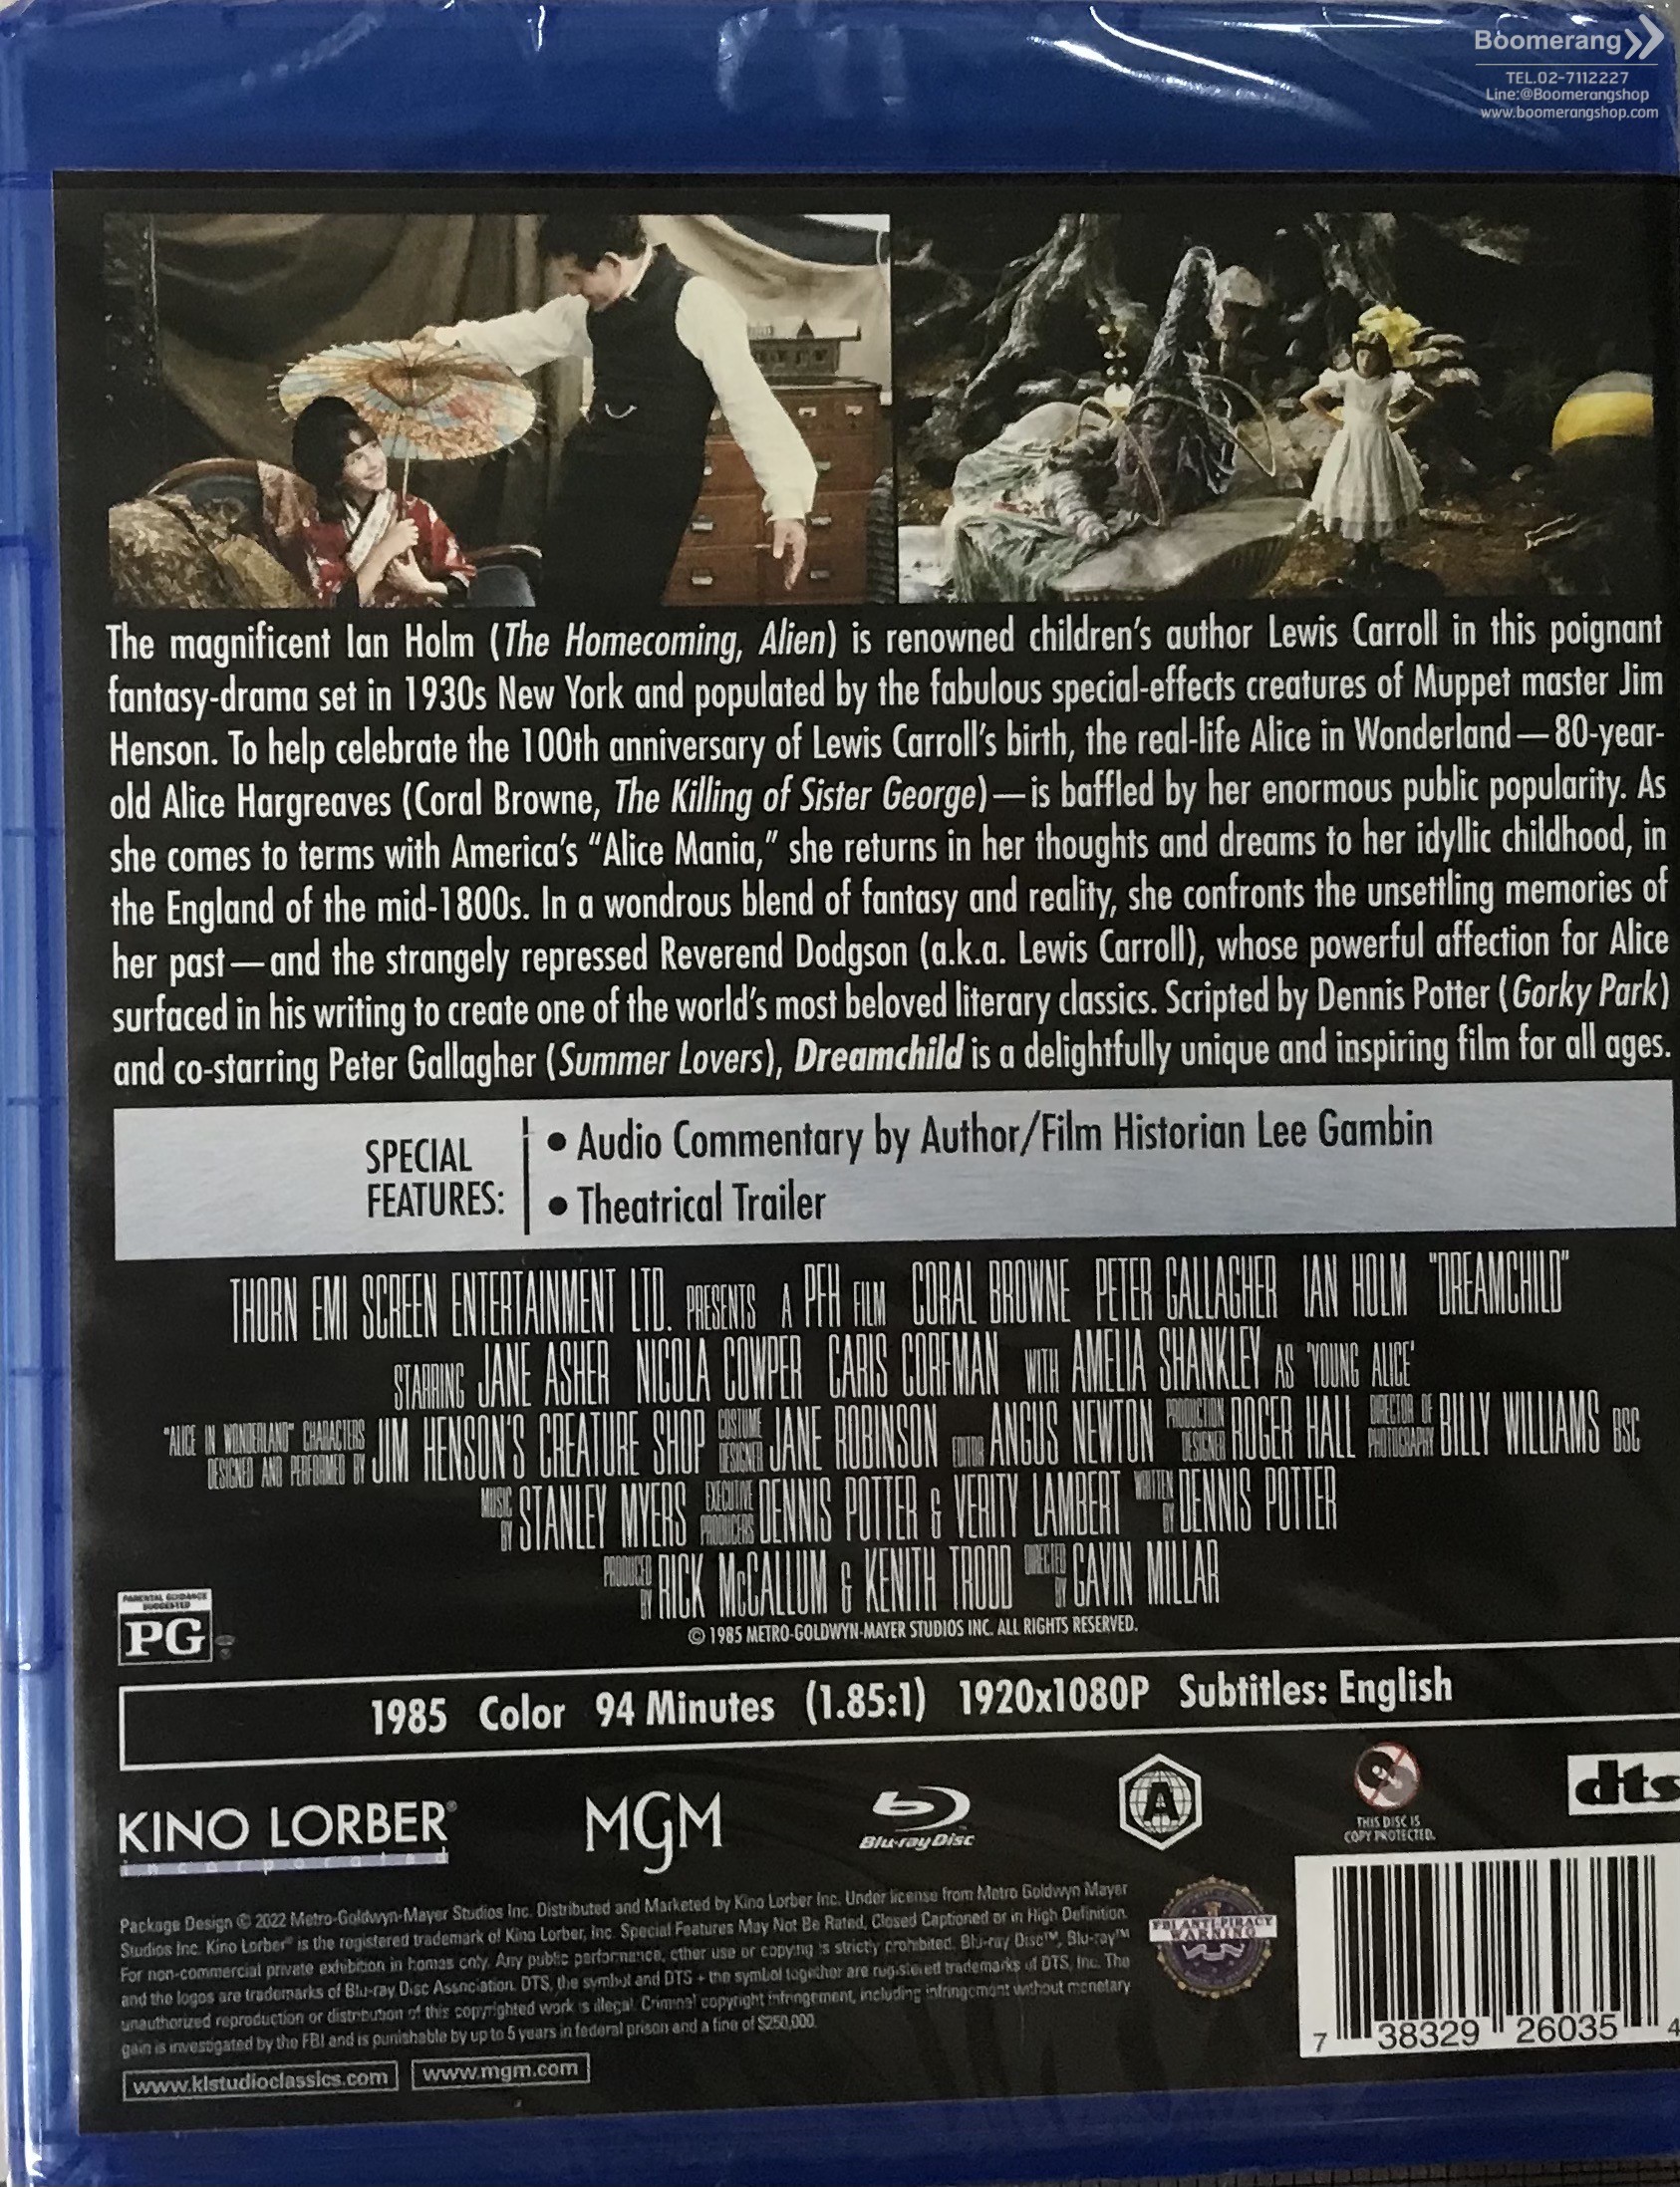 Boomerang
TEL.02-7112227
Line:@Boomerangshop
www.boomerangshop.com
The magnificent Ian Holm (The Homecoming, Alien) is renowned children's author Lewis Carroll in this poignant
fantasy-drama set in 1930s New York and populated by the fabulous special-effects creatures of Muppet master Jim
Henson. To help celebrate the 100th anniversary of Lewis Carroll's birth, the real-life Alice in Wonderland—80-year-
old Alice Hargreaves (Coral Browne, The Killing of Sister George)—is baffled by her enormous public popularity. As
she comes to terms with America's “Alice Mania,” she returns in her thoughts and dreams to her idyllic childhood, in
the England of the mid-1800s. In a wondrous blend of fantasy and reality, she confronts the unsettling memories of
her past—and the strangely repressed Reverend Dodgson (a.k.a. Lewis Carroll), whose powerful affection for Alice
surfaced in his writing to create one of the world's most beloved literary classics. Scripted by Dennis Potter (Gorky Park)
and co-starring Peter Gallagher (Summer Lovers), Dreamchild is a delightfully unique and inspiring film for all ages.
SPECIAL
FEATURES:
• Audio Commentary by Author/Film Historian Lee Gambin
• Theatrical Trailer
THORN EMI SCREEN ENTERTAINMENT LTD. PRESENTS A PFH FILM CORAL BROWNE PETER GALLAGHER IAN HOLM "DREAMCHILD"
STARRING JANE ASHER NICOLA COWPER CARIS CORFMAN WITH AMELIA SHANKLEY AS 'YOUNG ALICE'
"ALICE IN WONDERLAND" CHARACTERS DESIGNED AND PERFORMED BY JIM HENSON'S CREATURE SHOP COSTUME DESIGNER JANE ROBINSON EDITOR ANGUS NEWTON PRODUCTION DESIGNER ROGER HALL DIRECTOR OF PHOTOGRAPHY BILLY WILLIAMS BSC
MUSIC BY STANLEY MYERS EXECUTIVE PRODUCERS DENNIS POTTER & VERITY LAMBERT WRITTEN BY DENNIS POTTER
PRODUCED BY RICK McCALLUM & KENITH TRODD DIRECTED BY GAVIN MILLAR
© 1985 METRO-GOLDWYN-MAYER STUDIOS INC. ALL RIGHTS RESERVED.
PARENTAL GUIDANCE SUGGESTED
PG
1985 Color 94 Minutes (1.85:1) 1920x1080P Subtitles: English
KINO LORBER®
incorporated
MGM
Blu-ray Disc
A
THIS DISC IS
COPY PROTECTED.
dts
Package Design © 2022 Metro-Goldwyn-Mayer Studios Inc. Distributed and Marketed by Kino Lorber Inc. Under license from Metro Goldwyn Mayer
Studios Inc. Kino Lorber® is the registered trademark of Kino Lorber, Inc. Special Features May Not Be Rated, Closed Captioned or in High Definition.
For non-commercial private exhibition in homes only. Any public performance, other use or copying is strictly prohibited. Blu-ray Disc™, Blu-ray™
and the logos are trademarks of Blu-ray Disc Association. DTS, the symbol and DTS + the symbol together are registered trademarks of DTS, Inc. The
unauthorized reproduction or distribution of this copyrighted work is illegal. Criminal copyright infringement, including infringement without monetary
gain is investigated by the FBI and is punishable by up to 5 years in federal prison and a fine of $250,000.
FBI ANTI-PIRACY
WARNING
7 38329 26035 4
www.klstudioclassics.com
www.mgm.com